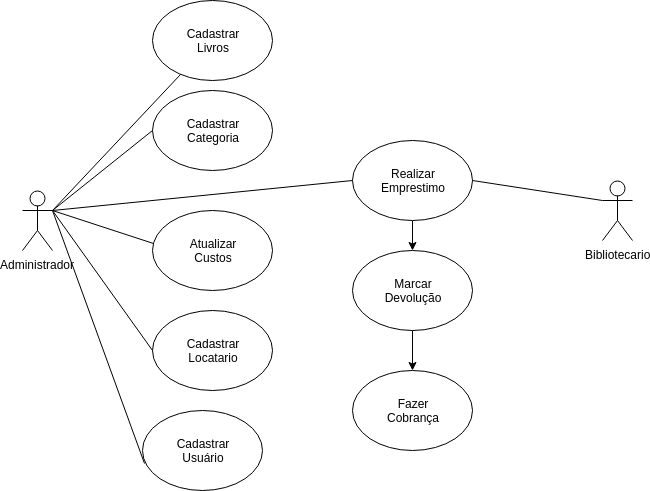 Cadastrar
Livros
Cadastrar
Categoria
Realizar
Emprestimo
Administrador
Bibliotecario
Atualizar
Custos
Marcar
Devolução
Cadastrar
Locatario
Fazer
Cobrança
Cadastrar
Usuário